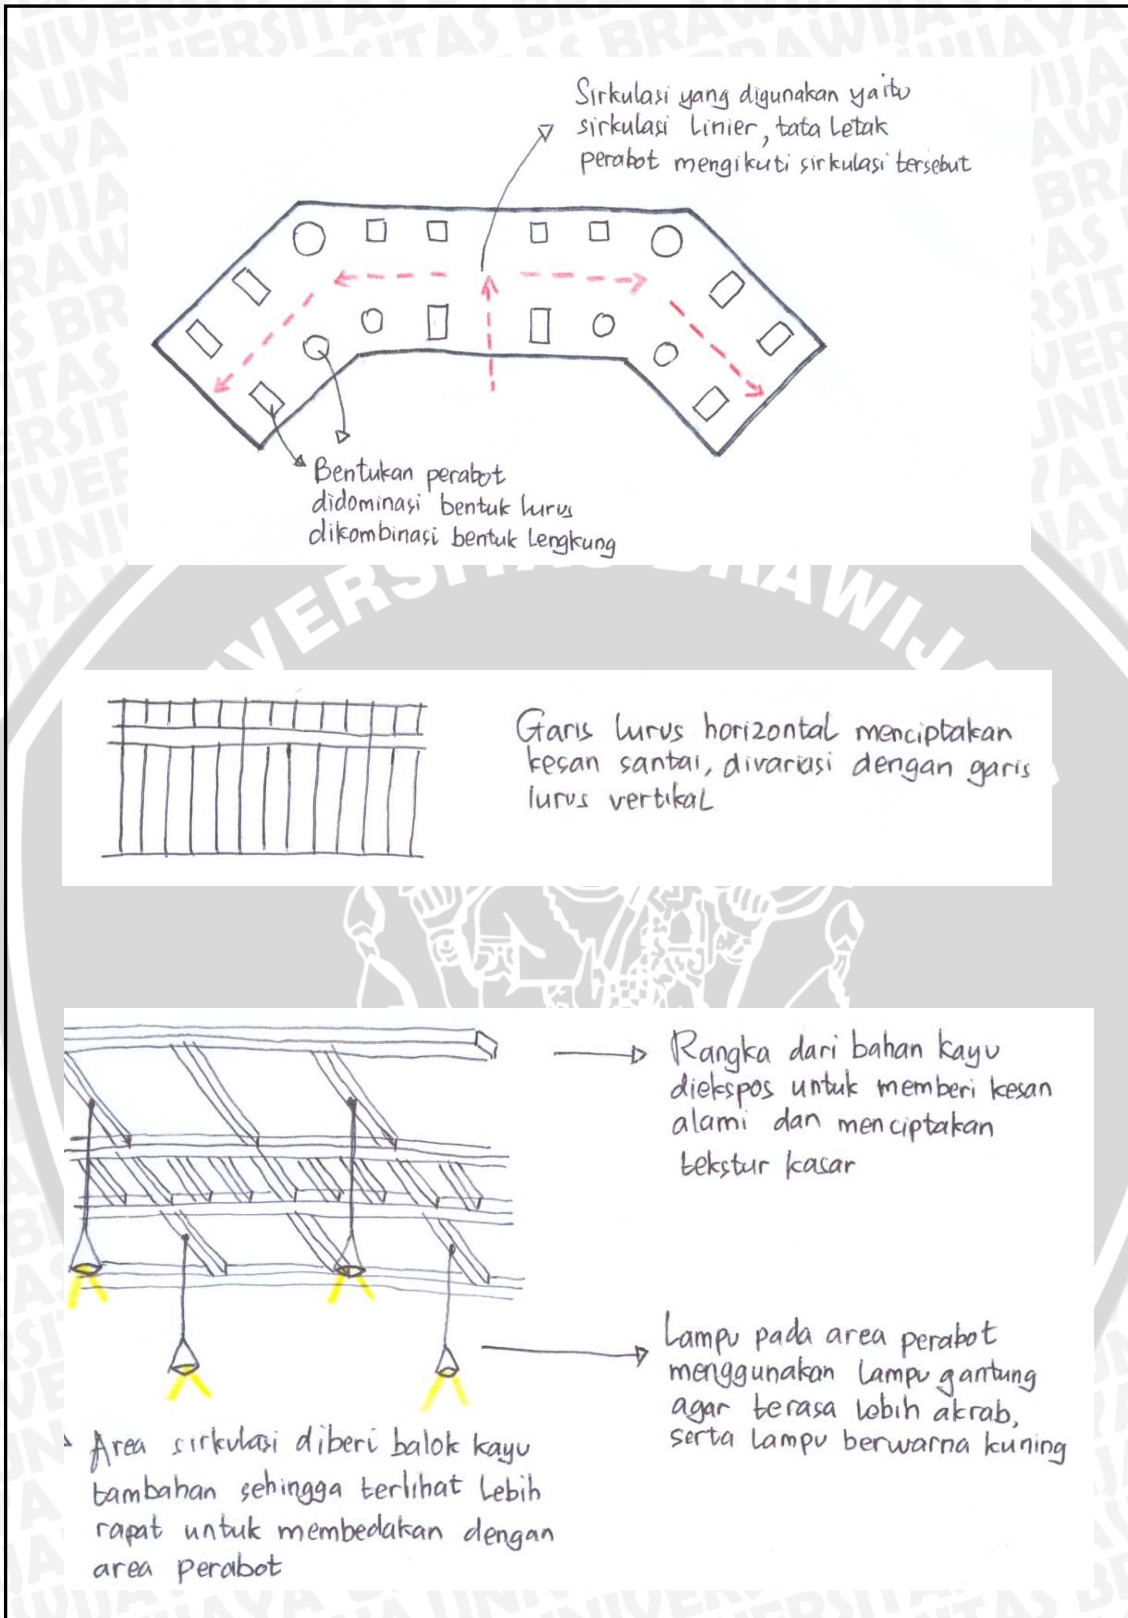 Sirkulasi yang digunakan yaitu
sirkulasi Linier, tata letak
perabot mengikuti sirkulasi tersebut
Bentukan perabot
didominasi bentuk lurus
dikombinasi bentuk lengkung
UNIVERSITAS BRAWIJAYA
Garis lurus horizontal menciptakan
kesan santai, divariasi dengan garis
lurus vertikal
Rangka dari bahan kayu
diekspos untuk memberi kesan
alami dan menciptakan
tekstur kasar
Lampu pada area perabot
menggunakan Lampu gantung
agar terasa lebih akrab,
serta lampu berwarna kuning
Area sirkulasi diberi balok kayu
tambahan sehingga terlihat Lebih
rapat untuk membedakan dengan
area perabot